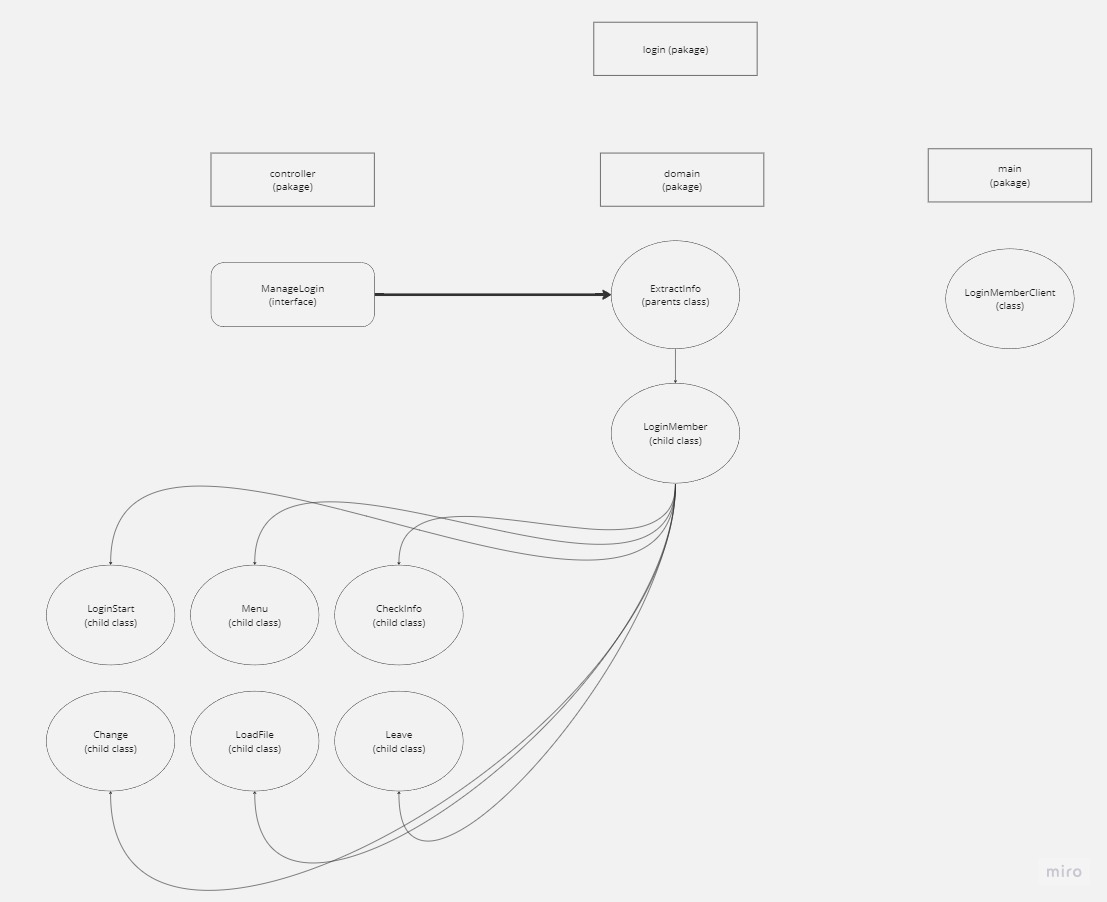 login (pakage)
controller
(pakage)
domain
(pakage)
main
(pakage)
ManageLogin
(interface)
ExtractInfo
(parents class)
LoginMemberClient
(class)
LoginMember
(child class)
LoginStart
(child class)
Menu
(child class)
CheckInfo
(child class)
Change
(child class)
LoadFile
(child class)
Leave
(child class)
miro